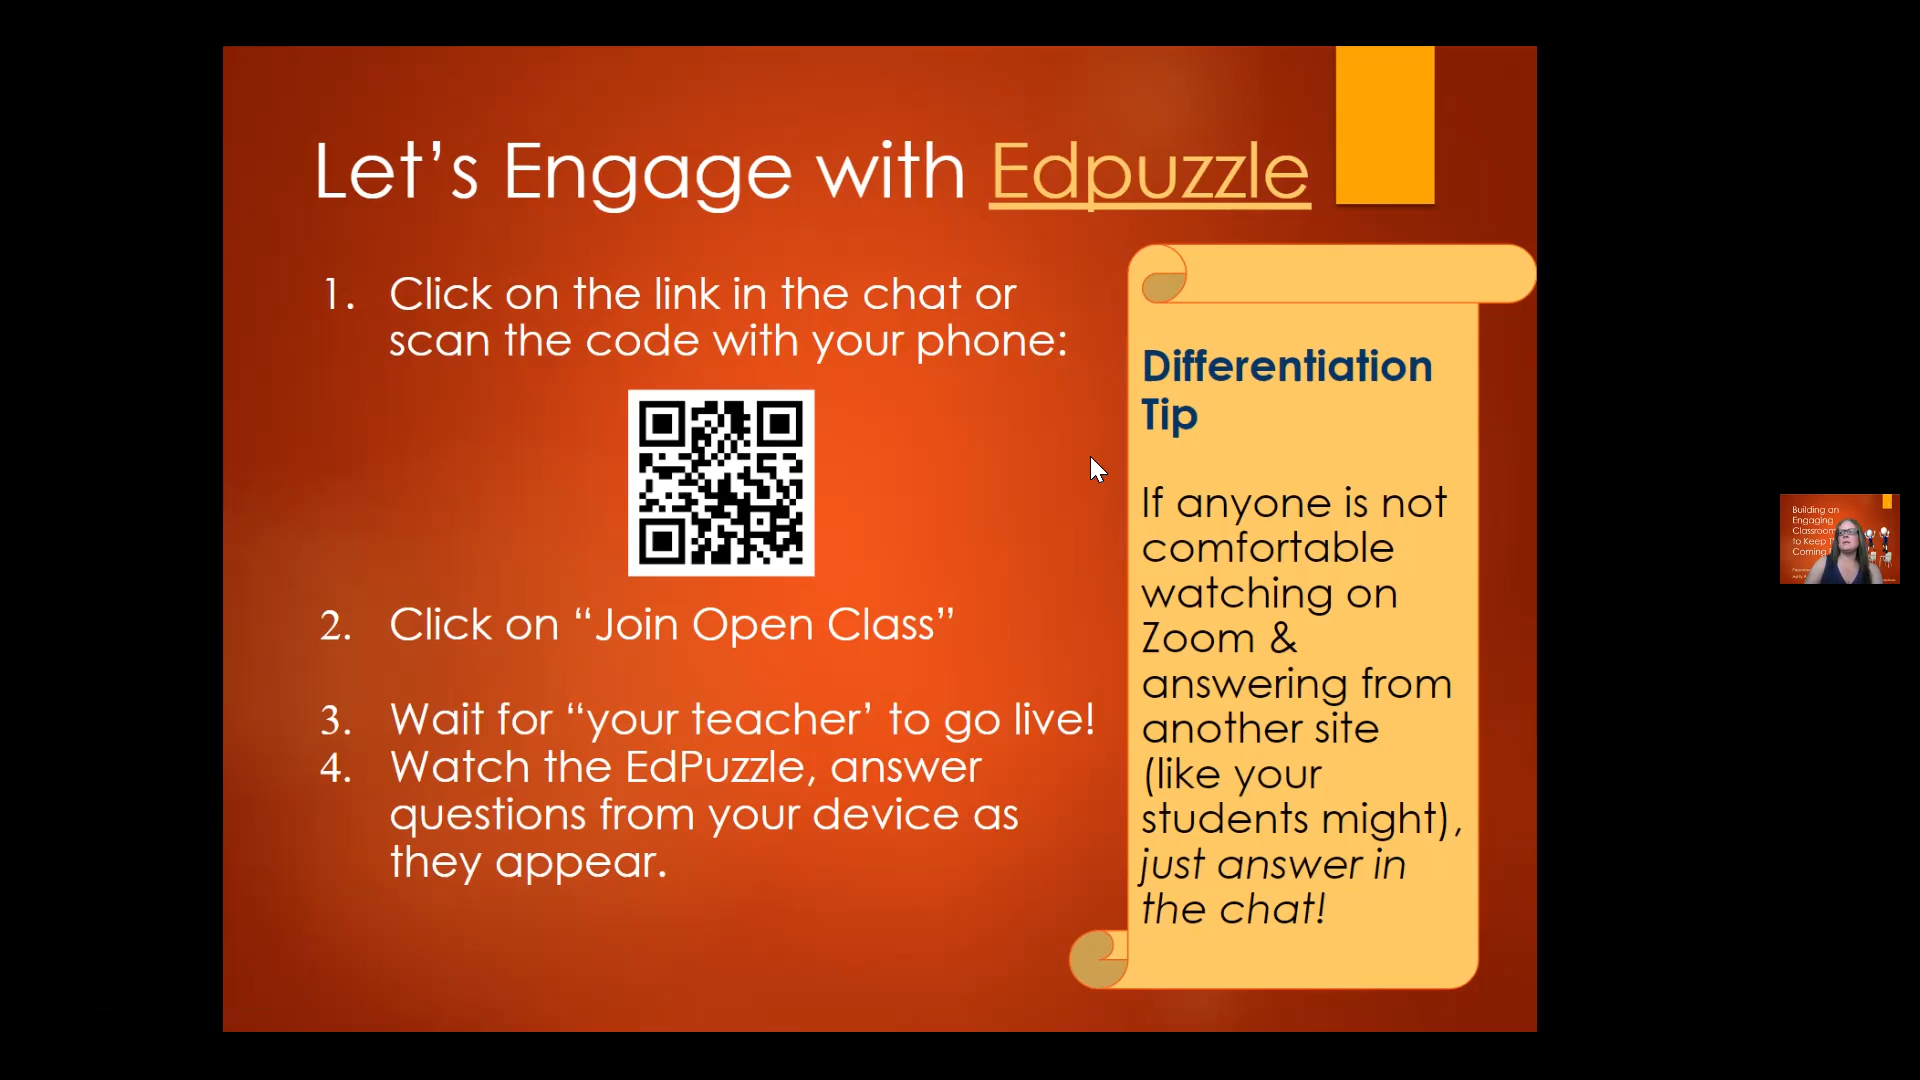 Let’s Engage with Edpuzzle
1. Click on the link in the chat or
scan the code with your phone:
2. Click on “Join Open Class”
3. Wait for “your teacher’ to go live!
4. Watch the EdPuzzle, answer
questions from your device as
they appear.
Differentiation
Tip
If anyone is not
comfortable
watching on
Zoom &
answering from
another site
(like your
students might),
just answer in
the chat!
Building an
Engaging
Classroom
to Keep
Coming